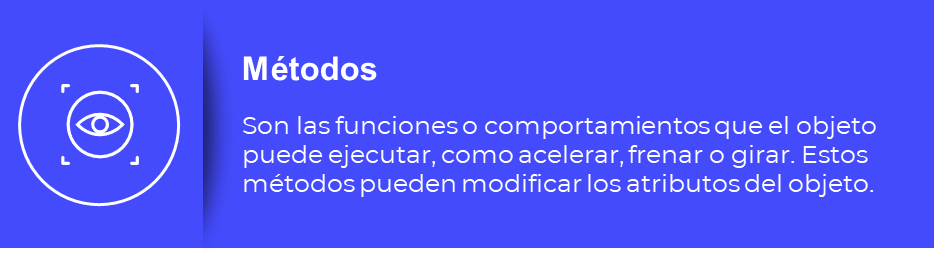 Métodos
Son las funciones o comportamientos que el objeto
puede ejecutar, como acelerar, frenar o girar. Estos
métodos pueden modificar los atributos del objeto.